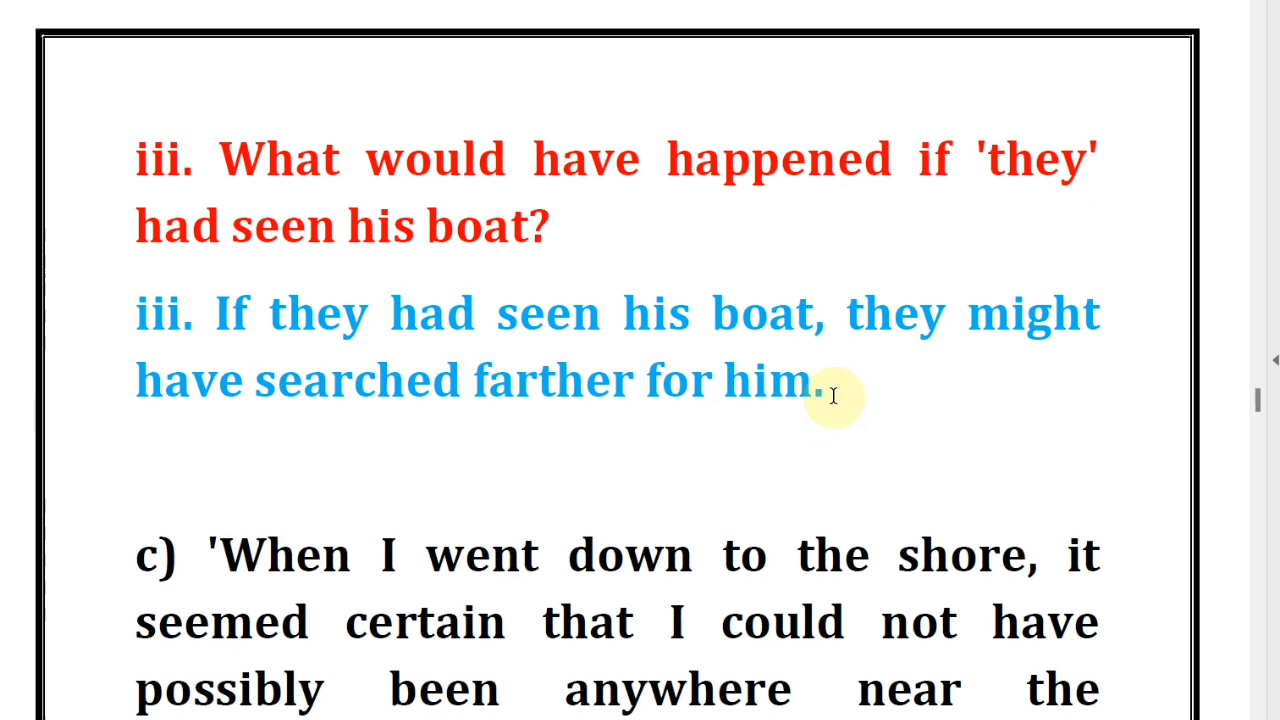 iii. What would have happened if 'they'
had seen his boat?
iii. If they had seen his boat, they might
have searched farther for him.
c) 'When I went down to the shore, it
seemed certain that I could not have
possibly been anywhere near the